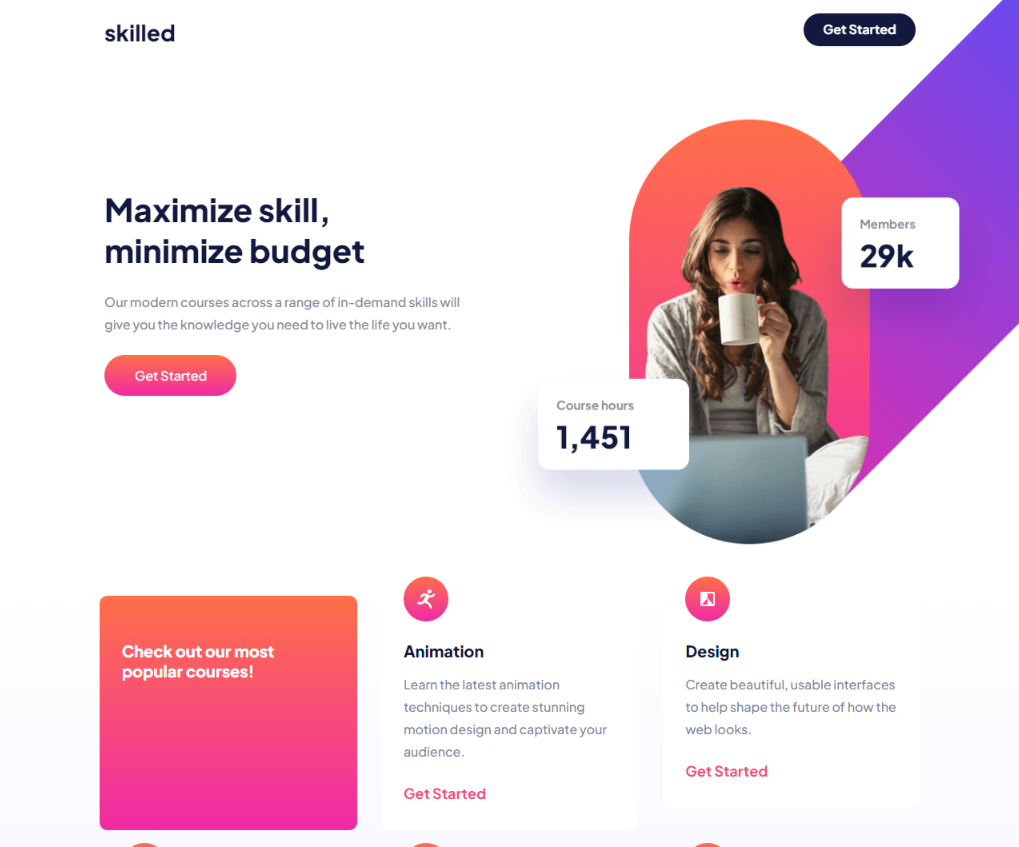 skilled
Get Started
Maximize skill,
minimize budget
Our modern courses across a range of in-demand skills will
give you the knowledge you need to live the life you want.
Get Started
Members
29k
Course hours
1,451
Check out our most
popular courses!
Animation
Learn the latest animation
techniques to create stunning
motion design and captivate your
audience.
Get Started
Design
Create beautiful, usable interfaces
to help shape the future of how the
web looks.
Get Started